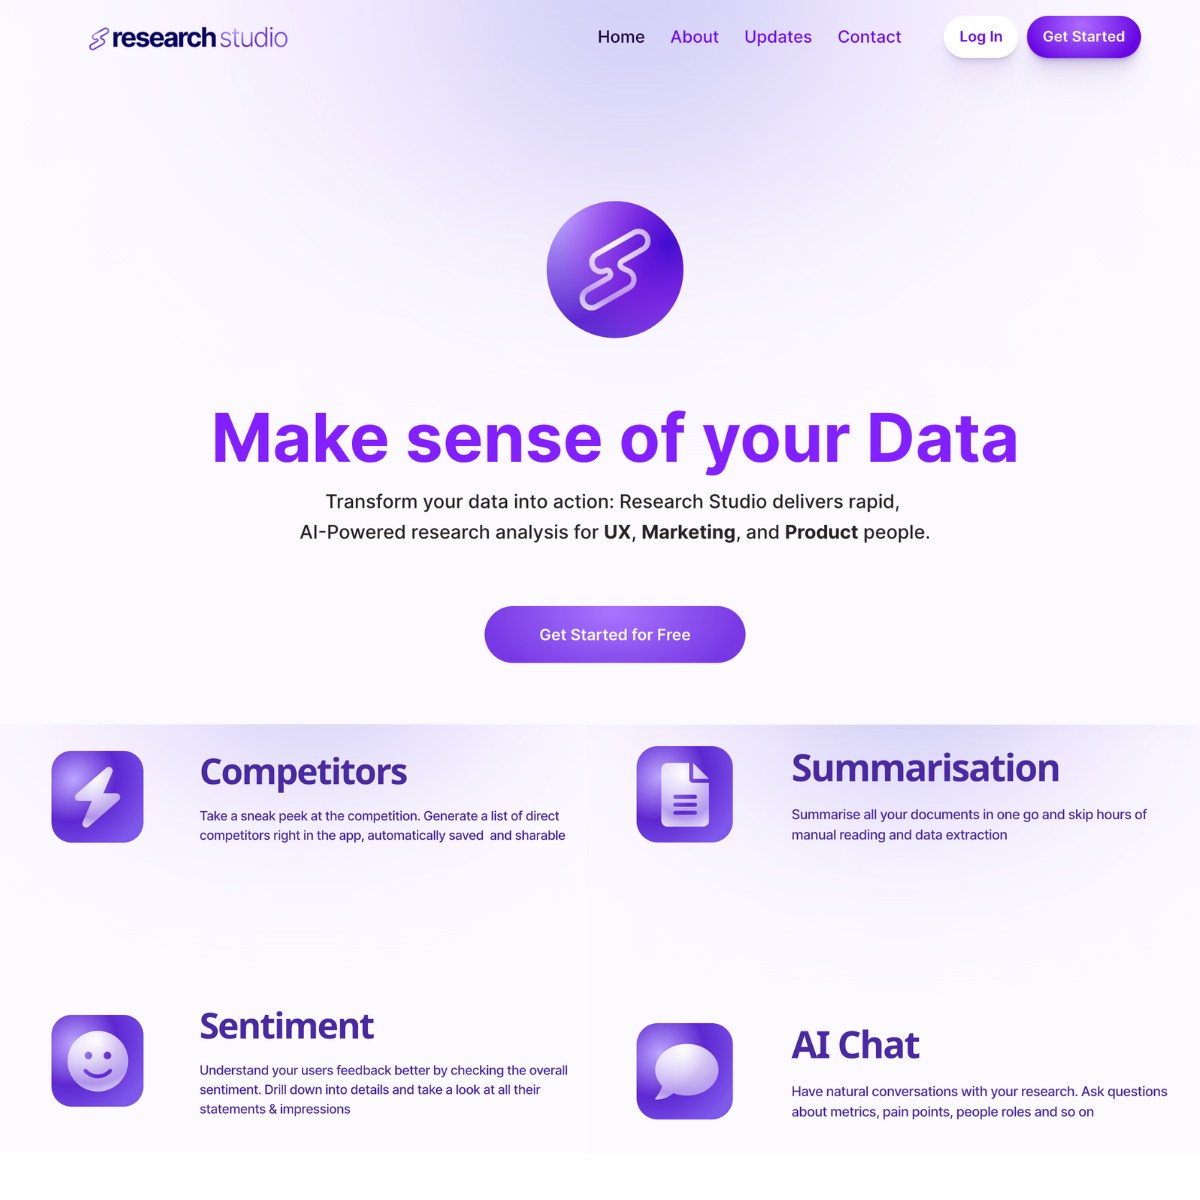 research studio
Home About Updates Contact Log In Get Started
Make sense of your Data
Transform your data into action: Research Studio delivers rapid,
AI-Powered research analysis for UX, Marketing, and Product people.
Get Started for Free
Competitors
Take a sneak peek at the competition. Generate a list of direct
competitors right in the app, automatically saved and sharable
Summarisation
Summarise all your documents in one go and skip hours of
manual reading and data extraction
Sentiment
Understand your users feedback better by checking the overall
sentiment. Drill down into details and take a look at all their
statements & impressions
AI Chat
Have natural conversations with your research. Ask questions
about metrics, pain points, people roles and so on